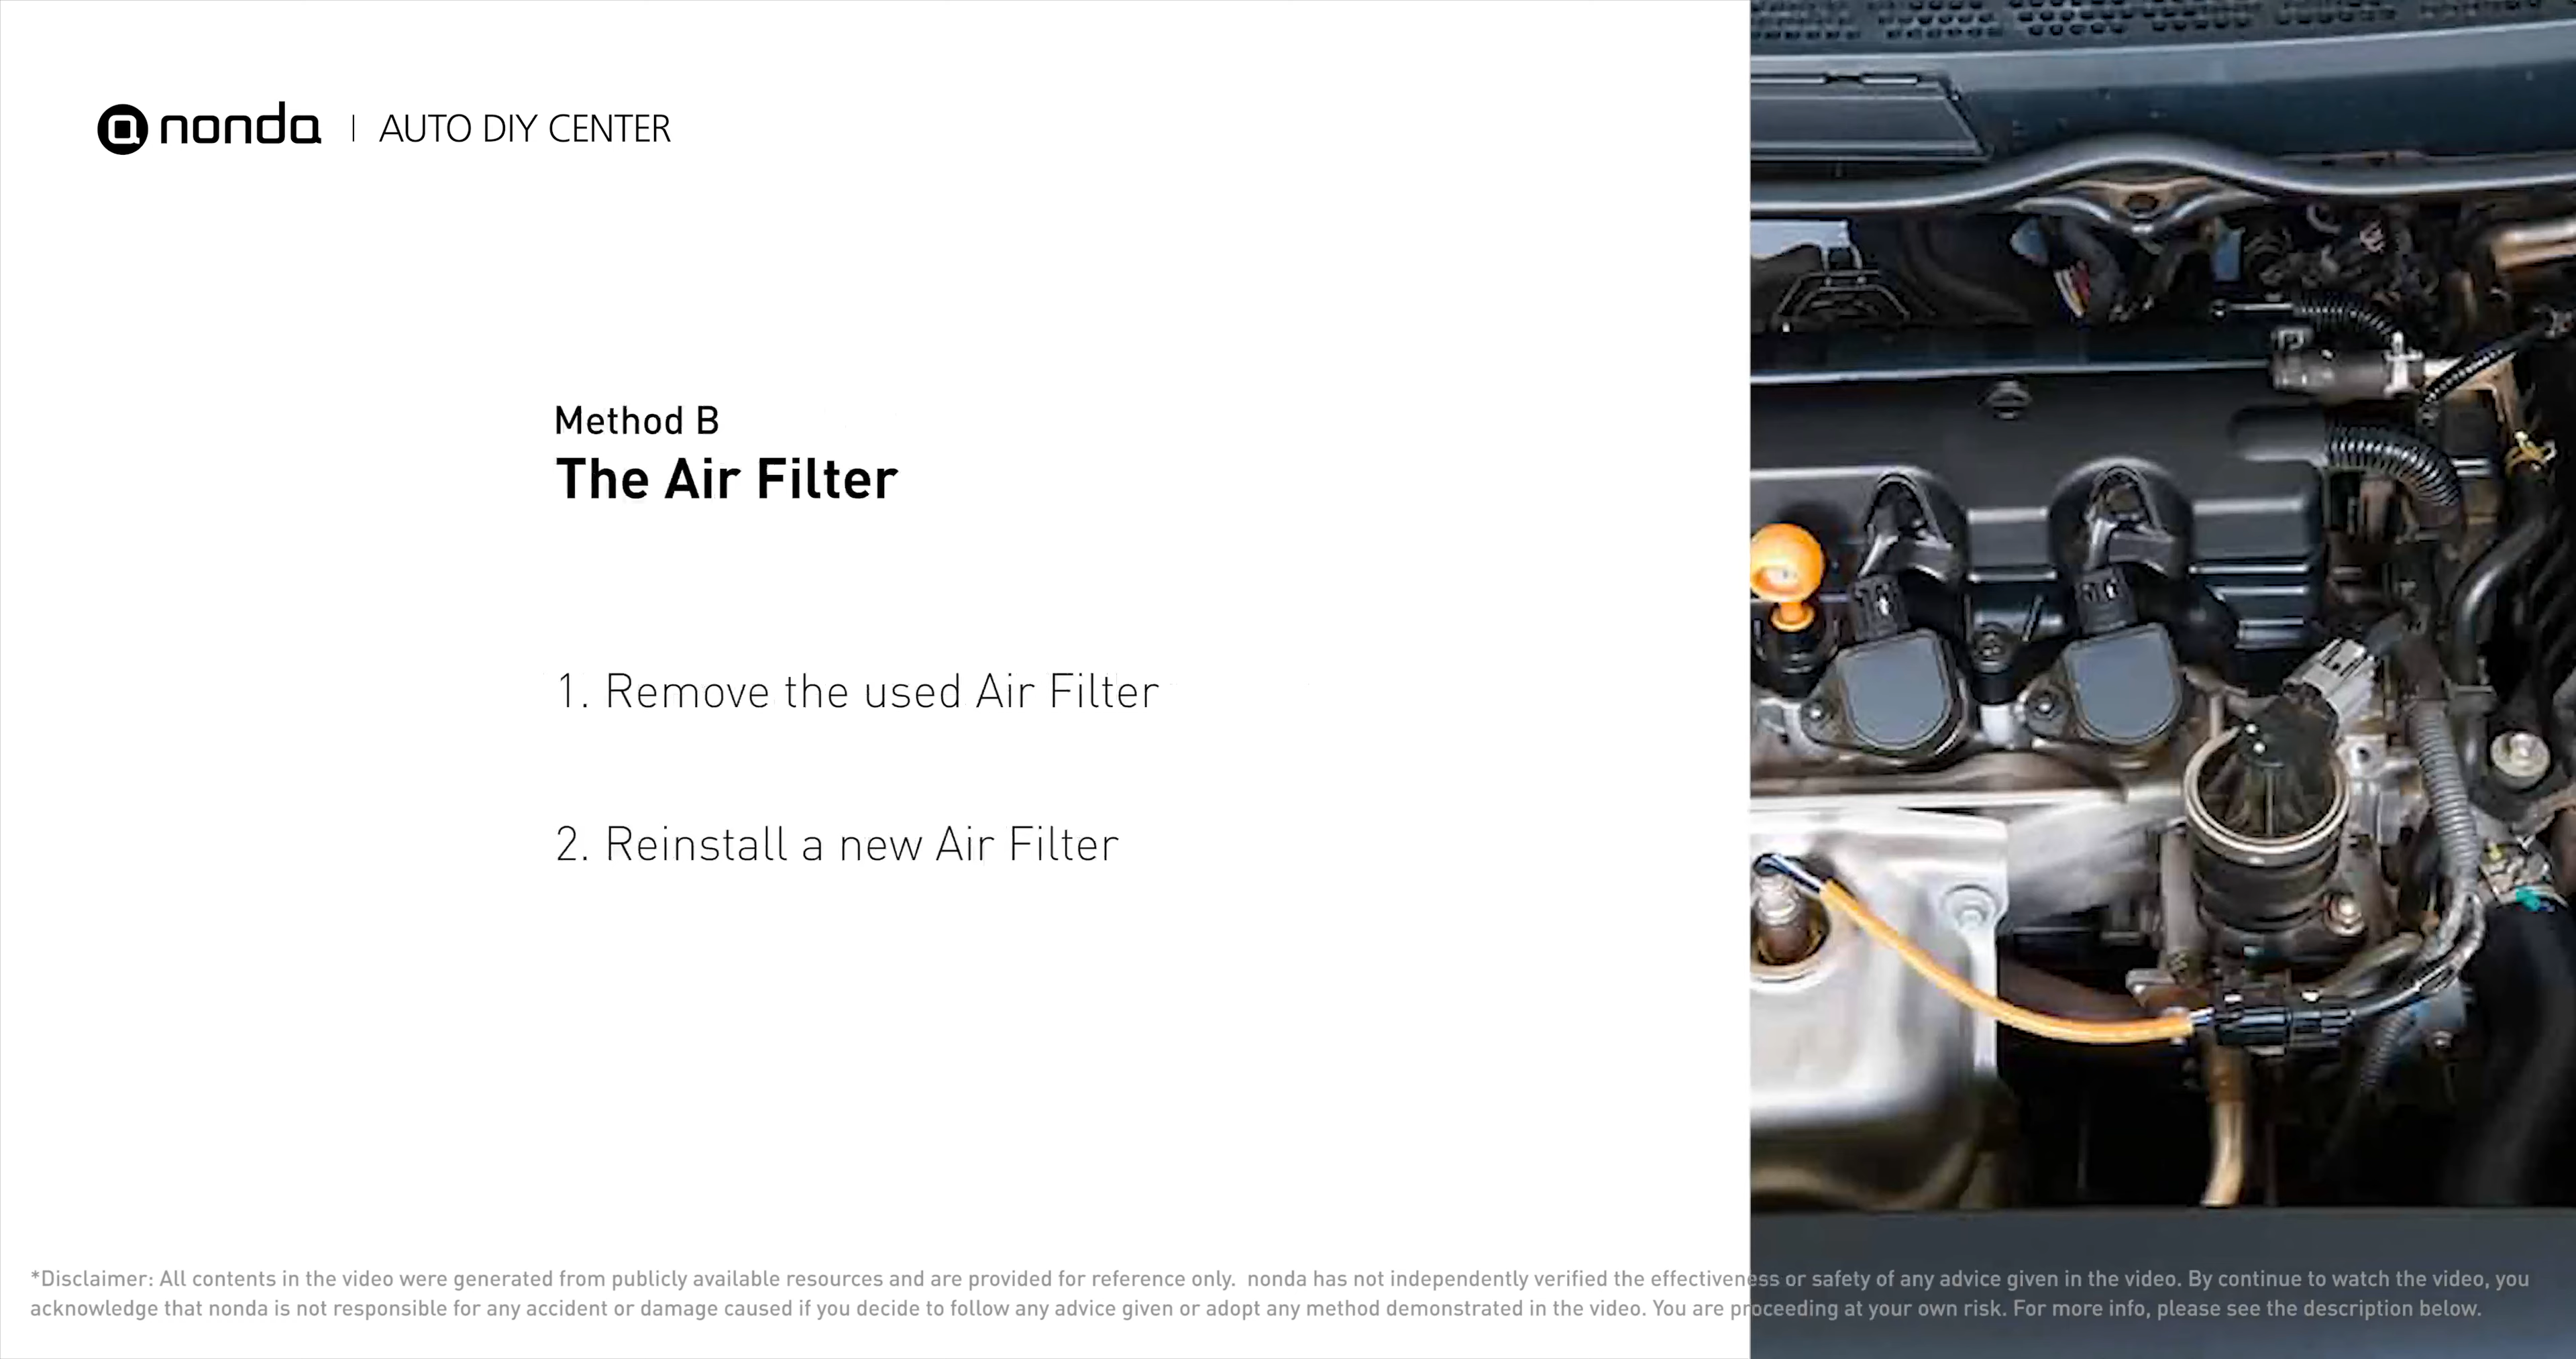 nonda | AUTO DIY CENTER
Method B
The Air Filter
1. Remove the used Air Filter
2. Reinstall a new Air Filter
*Disclaimer: All contents in the video were generated from publicly available resources and are provided for reference only. nonda has not independently verified the effectiveness or safety of any advice given in the video. By continue to watch the video, you
acknowledge that nonda is not responsible for any accident or damage caused if you decide to follow any advice given or adopt any method demonstrated in the video. You are proceeding at your own risk. For more info, please see the description below.